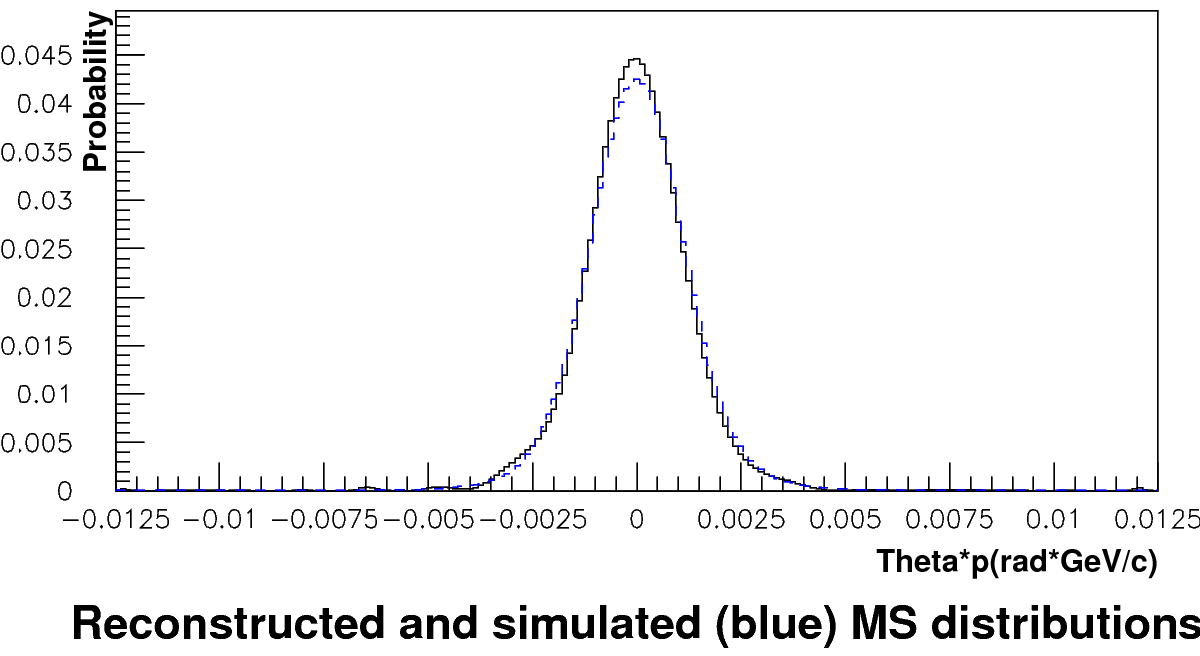 Probability
0.045
0.04
0.035
0.03
0.025
0.02
0.015
0.01
0.005
0
−0.0125 −0.01 −0.0075 −0.005 −0.0025 0 0.0025 0.005 0.0075 0.01 0.0125
Theta*p(rad*GeV/c)
Reconstructed and simulated (blue) MS distributions